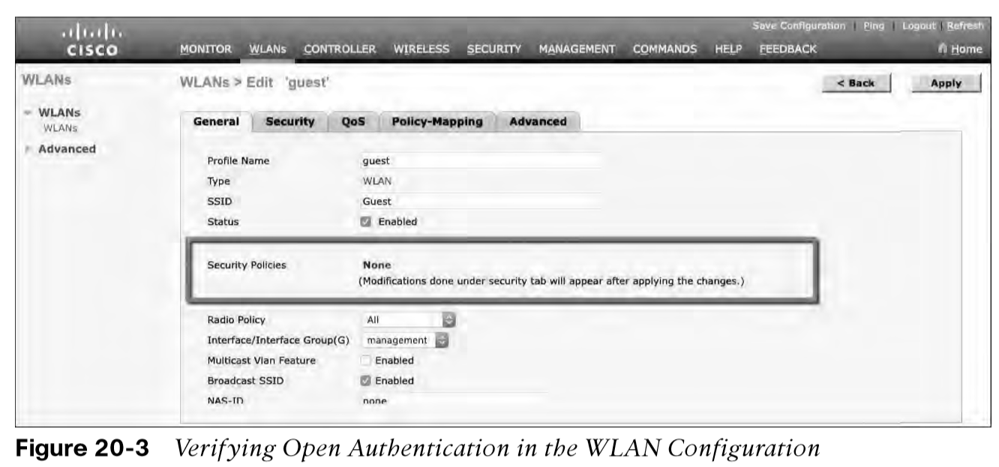 Save Configuration | Ping | Logout | Refresh
CISCO
MONITOR WLANs CONTROLLER WIRELESS SECURITY MANAGEMENT COMMANDS HELP FEEDBACK Home
WLANs
WLANs > Edit 'guest'
< Back
Apply
WLANs
WLANs
Advanced
General Security QoS Policy-Mapping Advanced
Profile Name guest
Type WLAN
SSID Guest
Status Enabled
Security Policies None
(Modifications done under security tab will appear after applying the changes.)
Radio Policy All
Interface/Interface Group(G) management
Multicast Vlan Feature Enabled
Broadcast SSID Enabled
NAS-ID none
Figure 20-3 Verifying Open Authentication in the WLAN Configuration